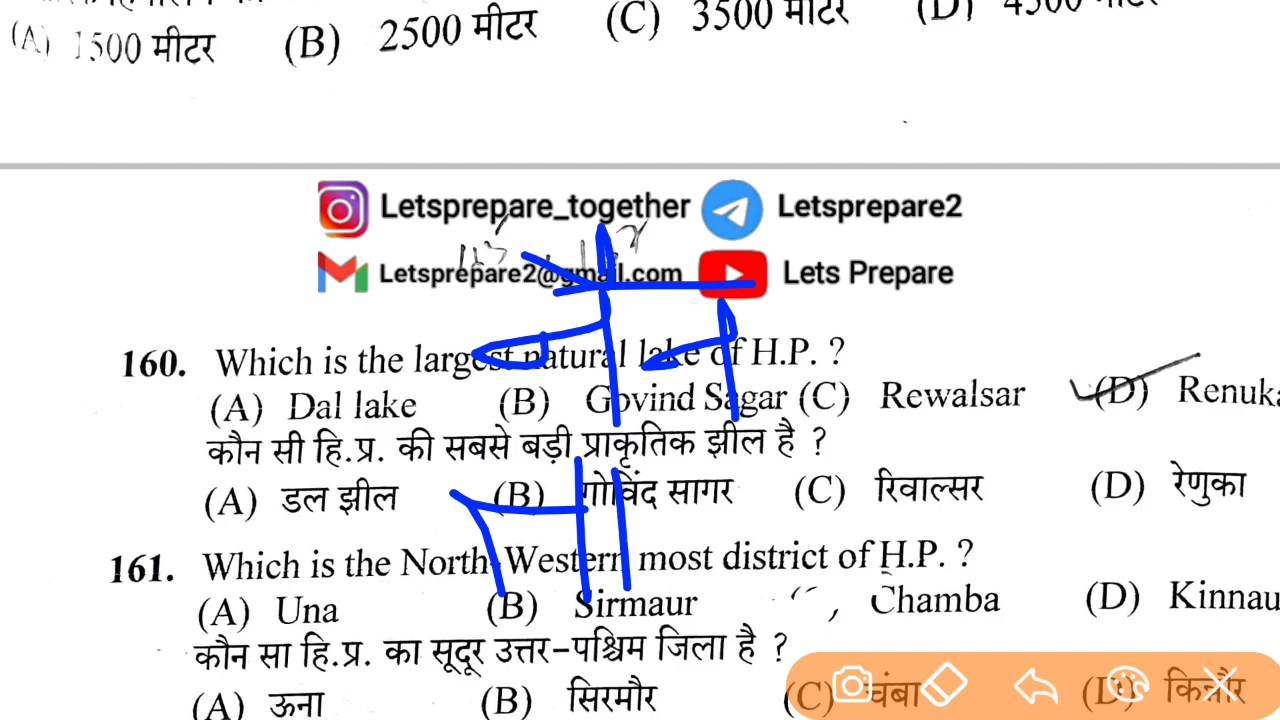 (A) 1500 मीटर (B) 2500 मीटर (C) 3500 मीटर (D) 4500 मीटर
Letsprepare_together Letsprepare2
Letsprepare2@gmail.com Lets Prepare
160. Which is the largest natural lake of H.P. ?
(A) Dal lake (B) Govind Sagar (C) Rewalsar (D) Renuka
कौन सी हि.प्र. की सबसे बड़ी प्राकृतिक झील है ?
(A) डल झील (B) गोविंद सागर (C) रिवाल्सर (D) रेणुका
161. Which is the North-Western most district of H.P. ?
(A) Una (B) Sirmaur Chamba (D) Kinnau
कौन सा हि.प्र. का सूदूर उत्तर-पश्चिम जिला है ?
(A) ऊना (B) सिरमौर (C) चंबा (D) किन्नौर